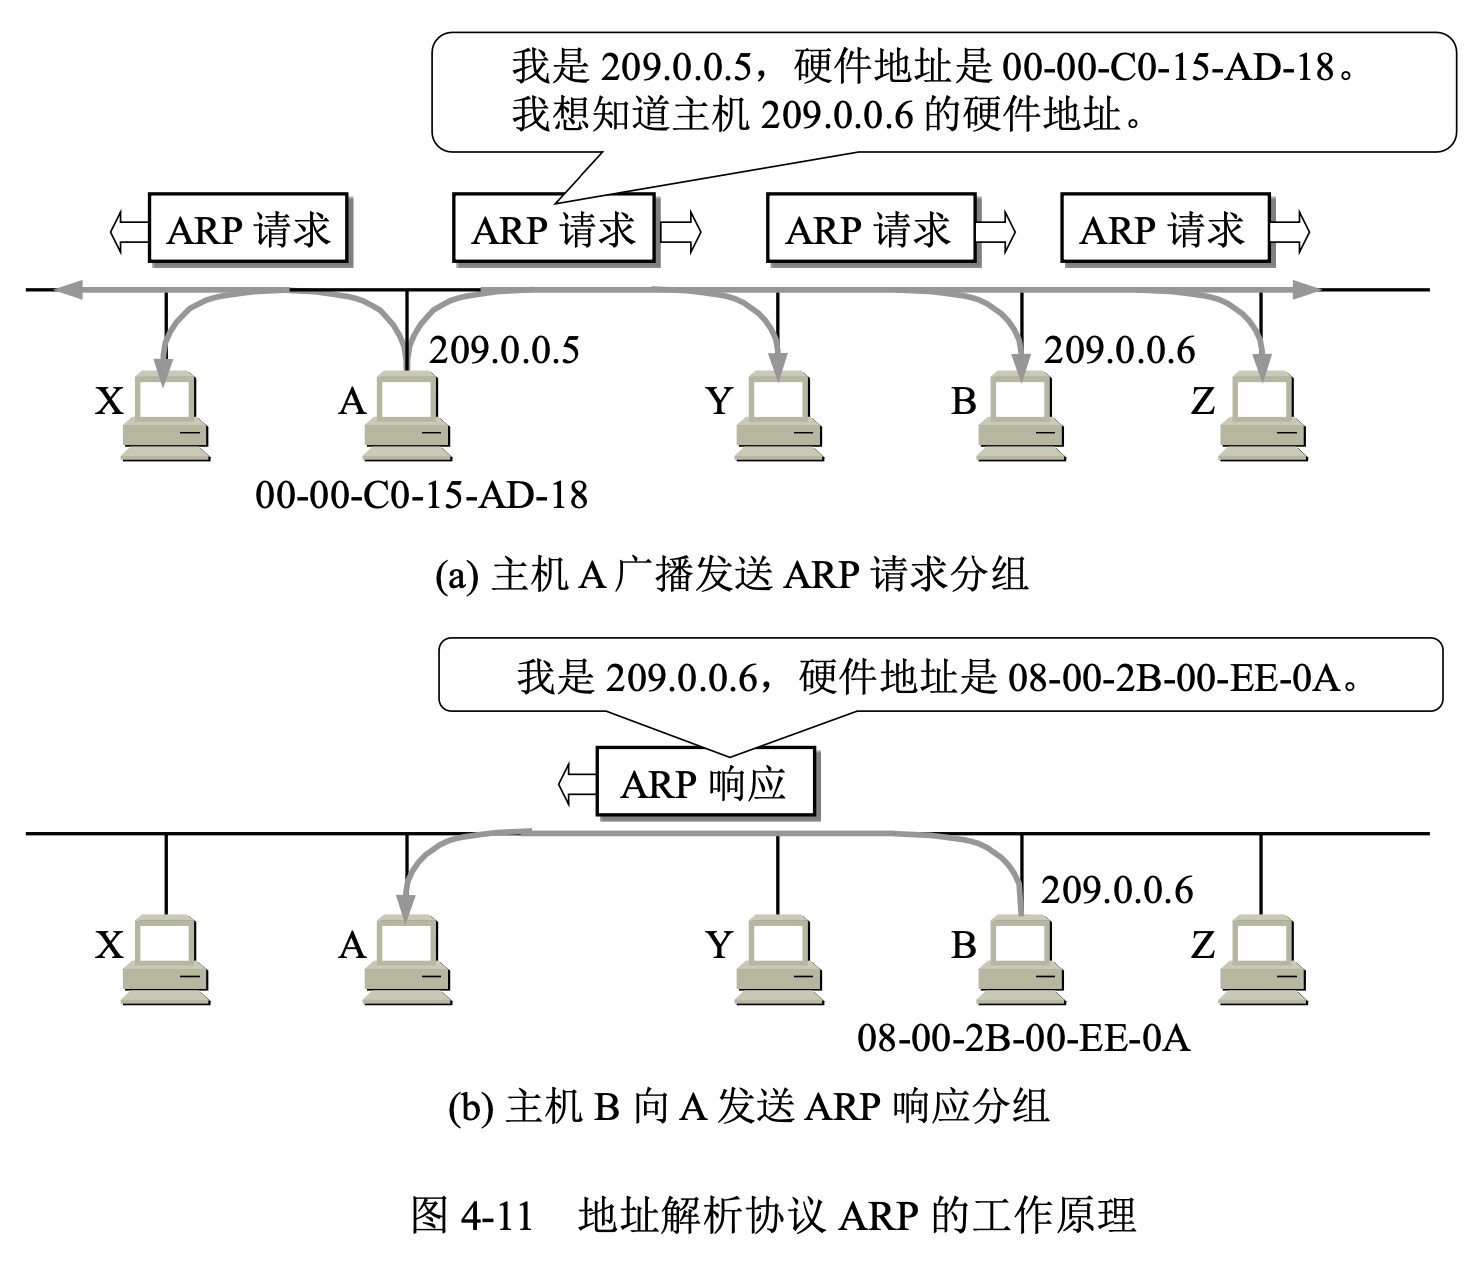 我是 209.0.0.5，硬件地址是 00-00-C0-15-AD-18。
我想知道主机 209.0.0.6 的硬件地址。
ARP 请求
ARP 请求
ARP 请求
ARP 请求
209.0.0.5
209.0.0.6
X
A
Y
B
Z
00-00-C0-15-AD-18
(a) 主机 A 广播发送 ARP 请求分组
我是 209.0.0.6，硬件地址是 08-00-2B-00-EE-0A。
ARP 响应
209.0.0.6
X
A
Y
B
Z
08-00-2B-00-EE-0A
(b) 主机 B 向 A 发送 ARP 响应分组
图 4-11 地址解析协议 ARP 的工作原理